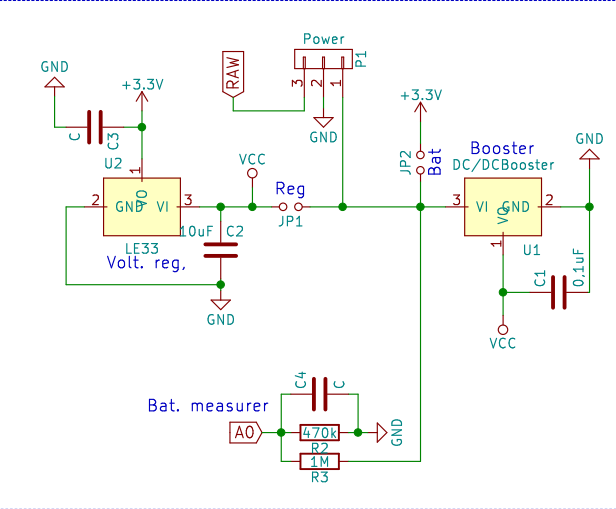 Power
P1
RAW
3
2
1
GND
GND
+3.3V
C
C3
U2
1
2
GND
VO
VI
3
LE33
Volt. reg,
VCC
Reg
JP1
10uF
C2
GND
+3.3V
JP2
Bat
Booster
DC/DCBooster
GND
3
VI
VO
GND
2
1
U1
C1
0,1uF
VCC
Bat. measurer
A0
C4
C
470k
R2
1M
R3
GND